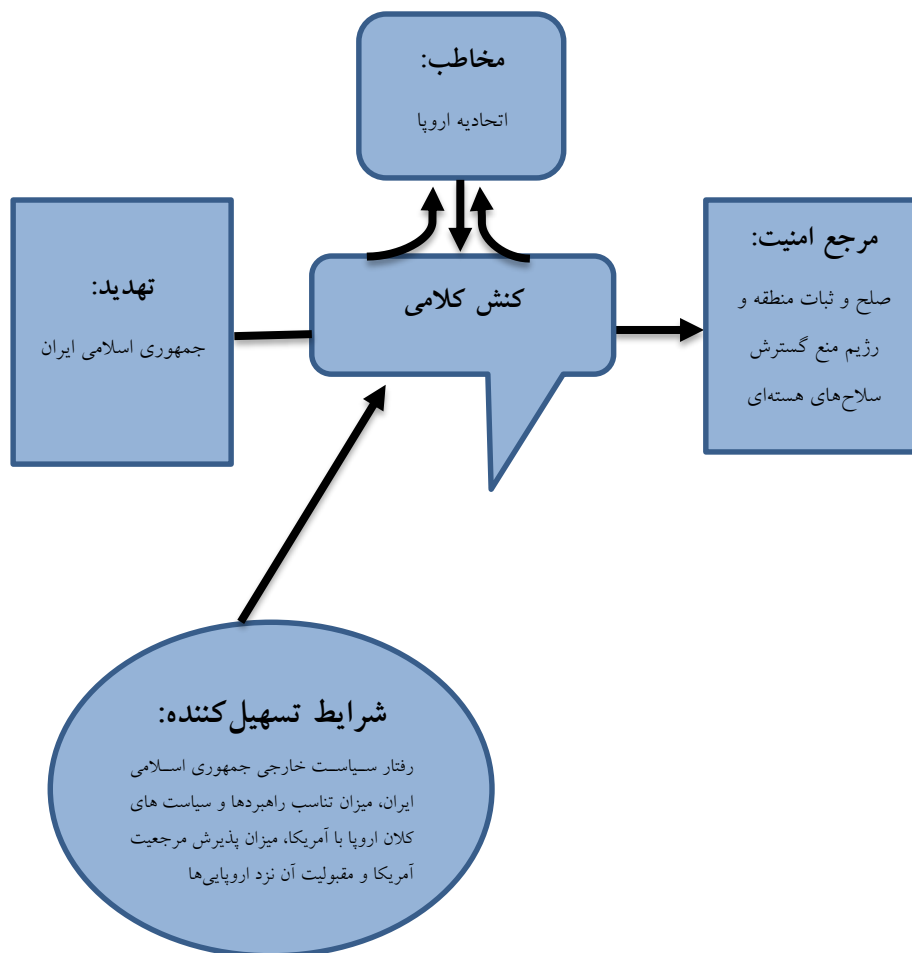 مخاطب:
اتحادیه اروپا
مرجع امنیت:
صلح و ثبات منطقه و
رژیم منع گسترش
سلاح‌های هسته‌ای
کنش کلامی
تهدید:
جمهوری اسلامی ایران
شرایط تسهیل‌کننده:
رفتار سـیاسـت خارجی جمهوری اسـلامی
ایران، میزان تناسب راهبردها و سیاست های
کلان اروپا با آمریکا، میزان پذیرش مرجعیت
آمریکا و مقبولیت آن نزد اروپایی‌ها